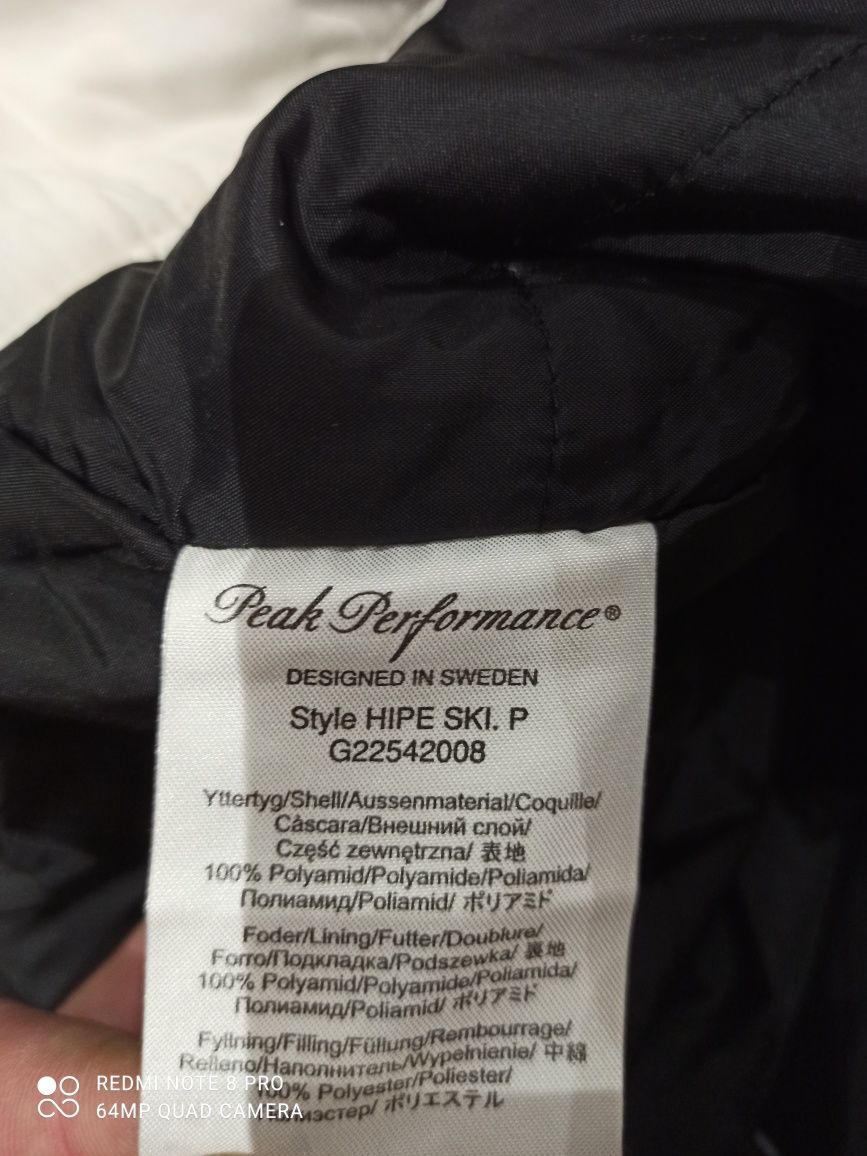 Peak Performance®
DESIGNED IN SWEDEN
Style HIPE SKI. P
G22542008
Yttertyg/Shell/Aussenmaterial/Coquille/
Cáscara/Внешний слой/
Część zewnętrzna/ 表地
100% Polyamid/Polyamide/Poliamida/
Полиамид/Poliamid/ ポリアミド
Foder/Lining/Futter/Doublure/
Forro/Подкладка/Podszewka/ 裏地
100% Polyamid/Polyamide/Poliamida/
Полиамид/Poliamid/ ポリアミド
Fyllning/Filling/Füllung/Rembourrage/
Relleno/Наполнитель/Wypełnienie/ 中綿
100% Polyester/Poliester/
ポリエステル
REDMI NOTE 8 PRO
64MP QUAD CAMERA